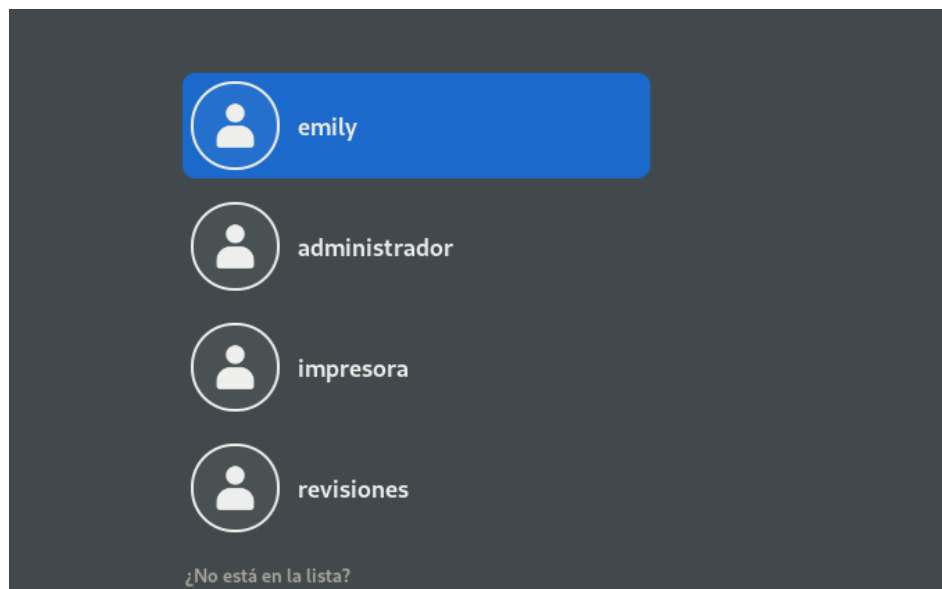 emily
administrador
impresora
revisiones
¿No está en la lista?